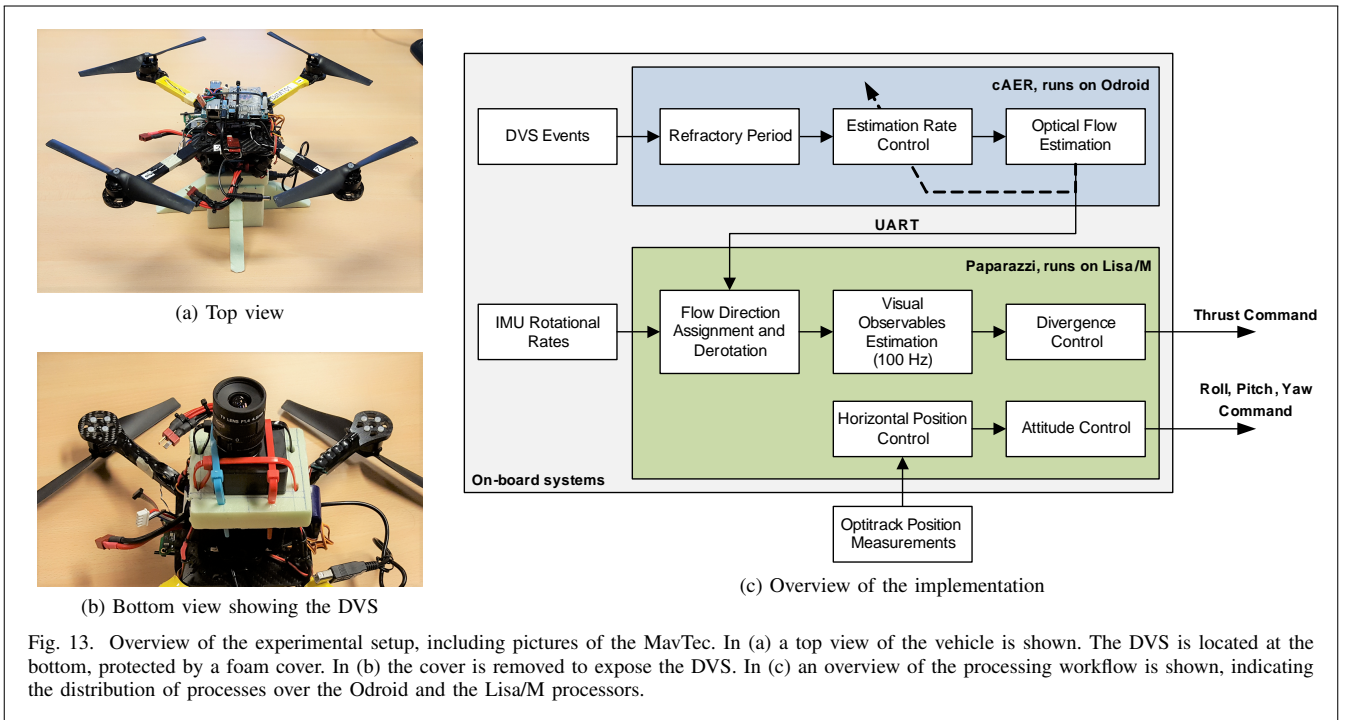 (a) Top view
(b) Bottom view showing the DVS
cAER, runs on Odroid
DVS Events
Refractory Period
Estimation Rate
Control
Optical Flow
Estimation
UART
Paparazzi, runs on Lisa/M
IMU Rotational
Rates
Flow Direction
Assignment and
Derotation
Visual
Observables
Estimation
(100 Hz)
Divergence
Control
Thrust Command
Horizontal Position
Control
Attitude Control
Roll, Pitch, Yaw
Command
On-board systems
Optitrack Position
Measurements
(c) Overview of the implementation
Fig. 13. Overview of the experimental setup, including pictures of the MavTec. In (a) a top view of the vehicle is shown. The DVS is located at the
bottom, protected by a foam cover. In (b) the cover is removed to expose the DVS. In (c) an overview of the processing workflow is shown, indicating
the distribution of processes over the Odroid and the Lisa/M processors.